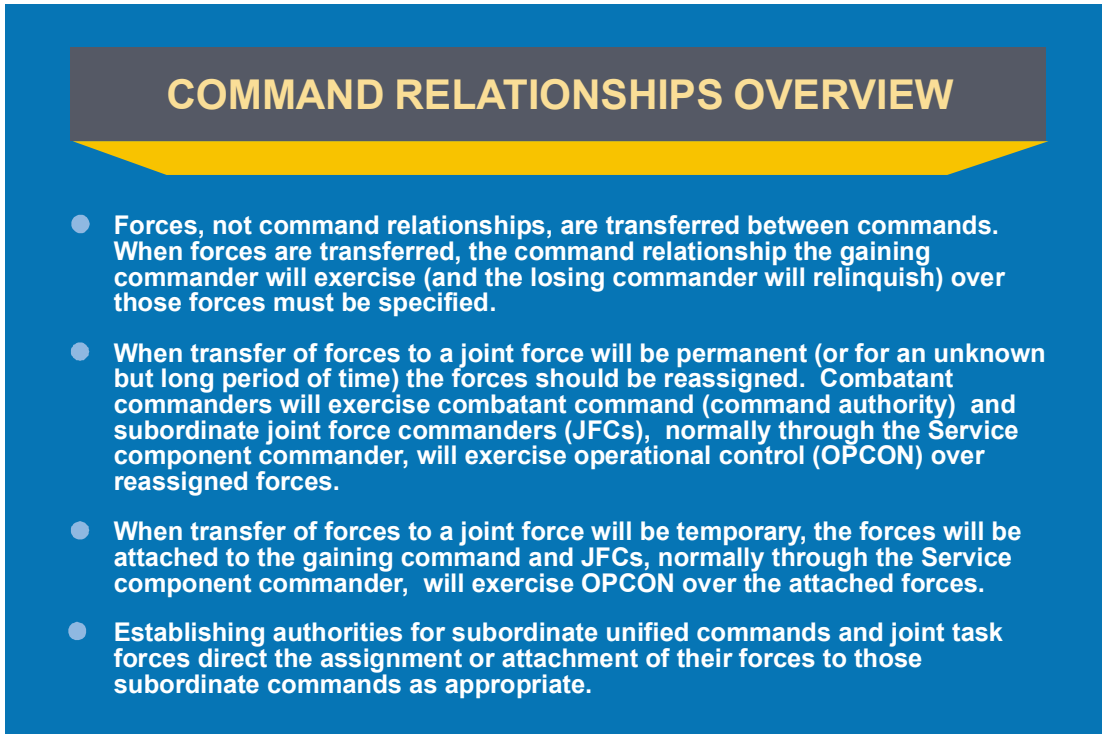 COMMAND RELATIONSHIPS OVERVIEW
Forces, not command relationships, are transferred between commands.
When forces are transferred, the command relationship the gaining
commander will exercise (and the losing commander will relinquish) over
those forces must be specified.
When transfer of forces to a joint force will be permanent (or for an unknown
but long period of time) the forces should be reassigned.  Combatant
commanders will exercise combatant command (command authority)  and
subordinate joint force commanders (JFCs),  normally through the Service
component commander, will exercise operational control (OPCON) over
reassigned forces.
When transfer of forces to a joint force will be temporary, the forces will be
attached to the gaining command and JFCs, normally through the Service
component commander,  will exercise OPCON over the attached forces.
Establishing authorities for subordinate unified commands and joint task
forces direct the assignment or attachment of their forces to those
subordinate commands as appropriate.